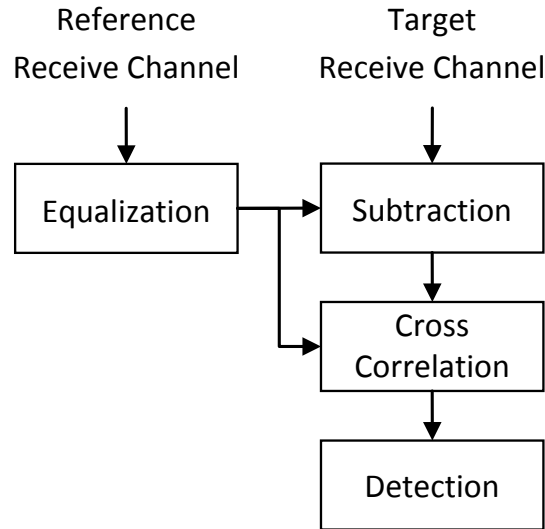 Reference
Receive Channel
Target
Receive Channel
Equalization
Subtraction
Cross
Correlation
Detection